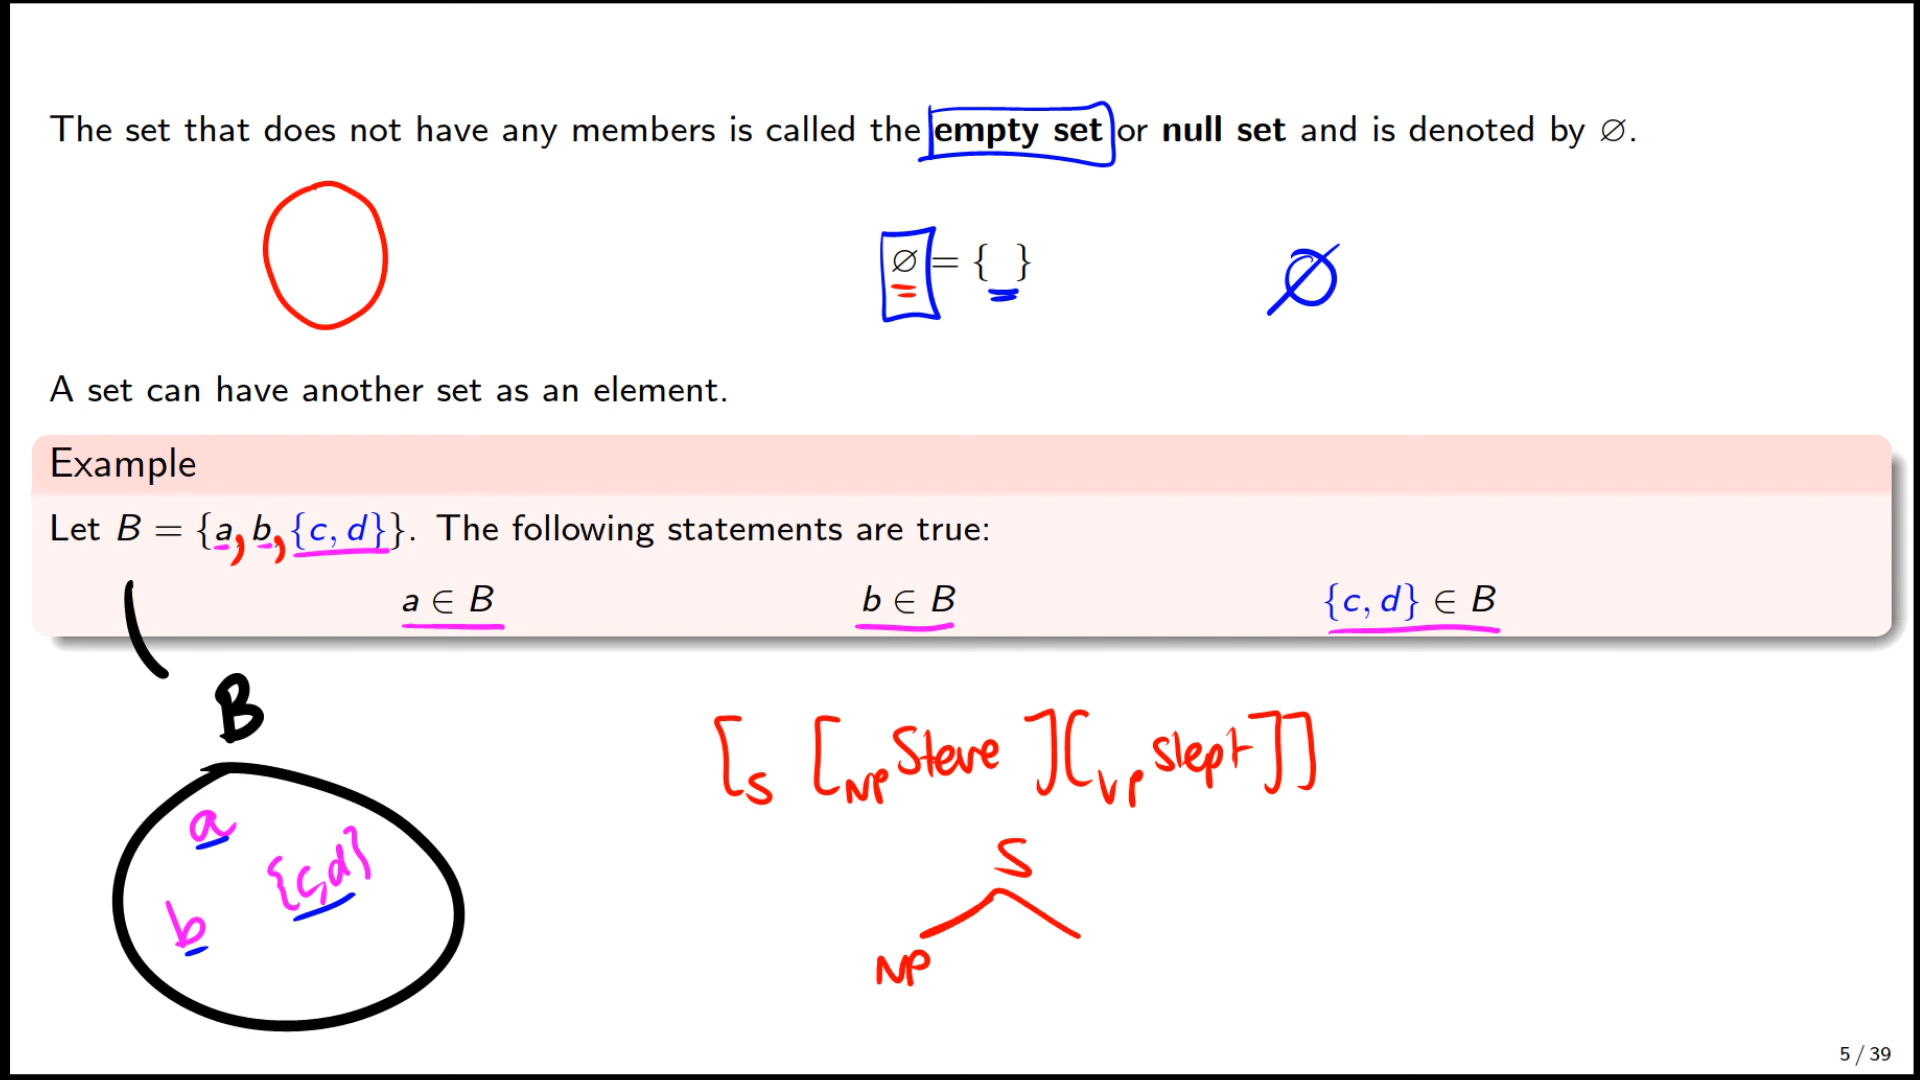 The set that does not have any members is called the empty set or null set and is denoted by ∅.
∅ = { }
∅
A set can have another set as an element.
Example
Let B = {a, b, {c, d}}. The following statements are true:
a ∈ B
b ∈ B
{c, d} ∈ B
B
[S [NP Steve ][VP slept]]
a
{c,d}
S
b
NP
5 / 39